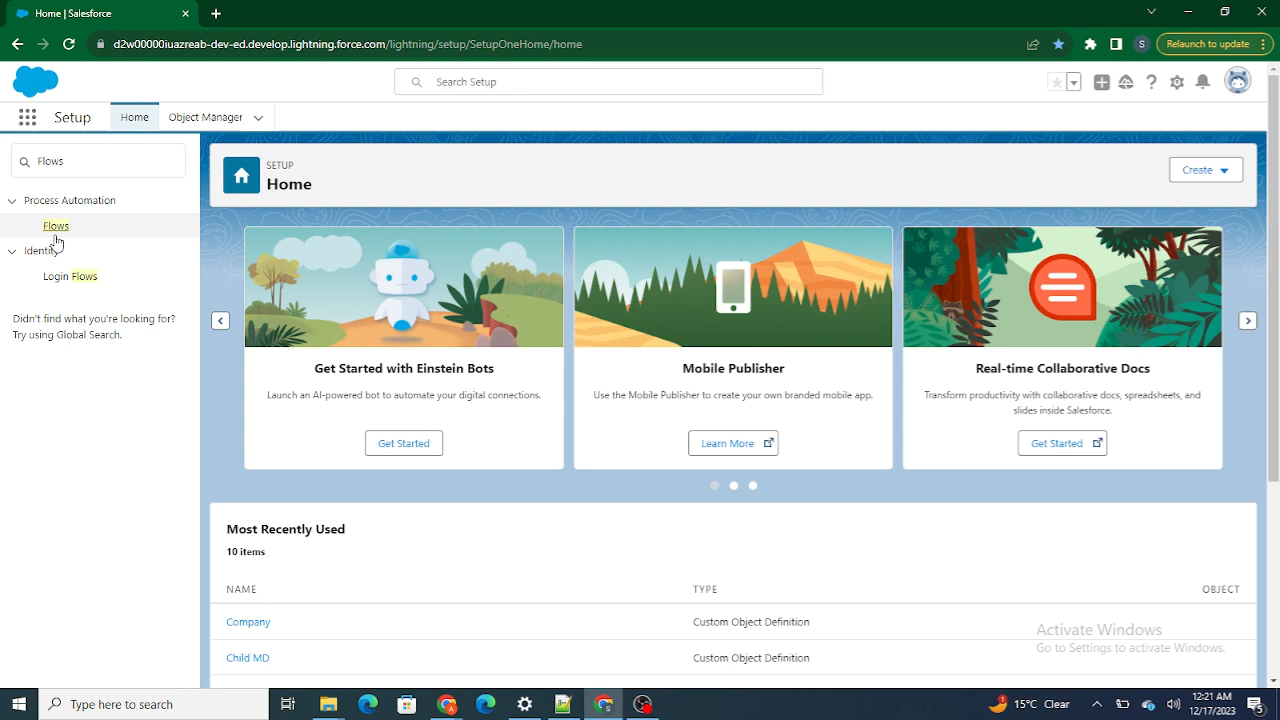 Home | Salesforce
d2w00000iuazreab-dev-ed.develop.lightning.force.com/lightning/setup/SetupOneHome/home
S
Relaunch to update
Search Setup
Setup
Home
Object Manager
Flows
Process Automation
Flows
Identity
Login Flows
Didn't find what you're looking for?
Try using Global Search.
SETUP
Home
Create
Get Started with Einstein Bots
Launch an AI-powered bot to automate your digital connections.
Get Started
Mobile Publisher
Use the Mobile Publisher to create your own branded mobile app.
Learn More
Real-time Collaborative Docs
Transform productivity with collaborative docs, spreadsheets, and
slides inside Salesforce.
Get Started
Most Recently Used
10 items
NAME TYPE OBJECT
Company Custom Object Definition
Child MD Custom Object Definition
Activate Windows
Go to Settings to activate Windows.
Type here to search
15°C Clear
12:21 AM
12/17/2023